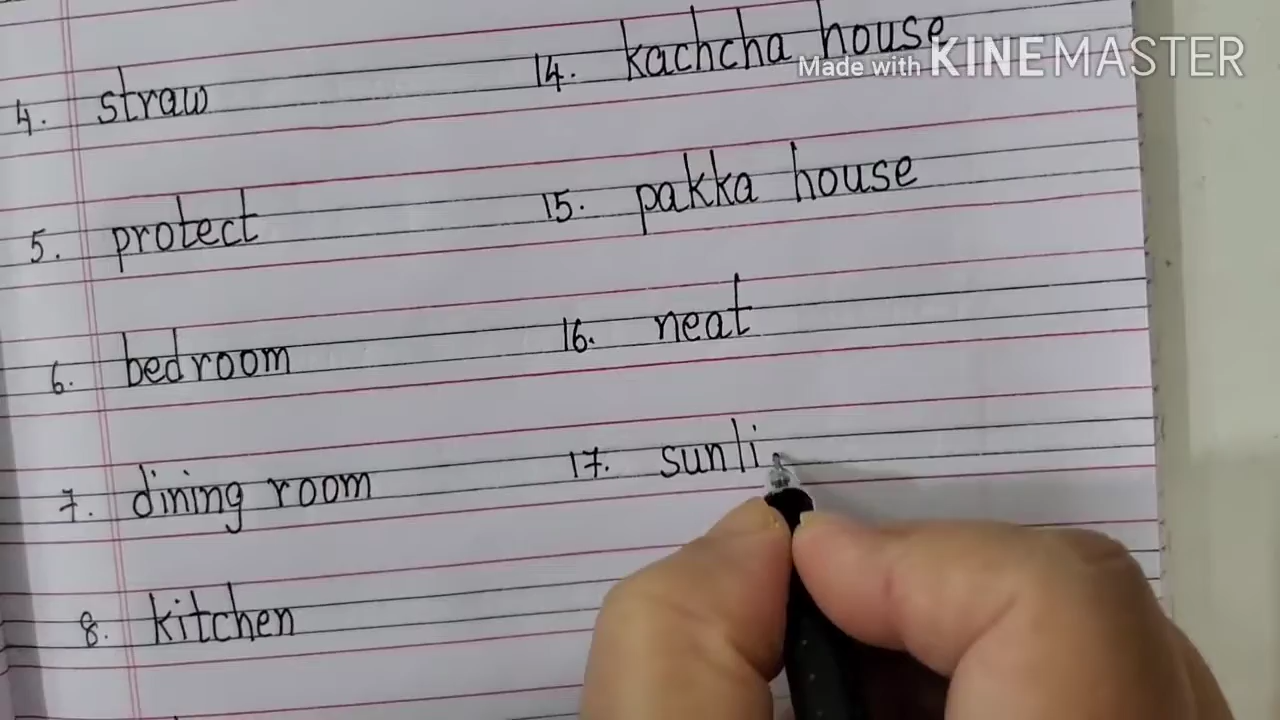 4. straw
5. protect
6. bedroom
7. dining room
8. kitchen
14. kachcha house
15. pakka house
16. neat
17. sunli
Made with KINEMASTER